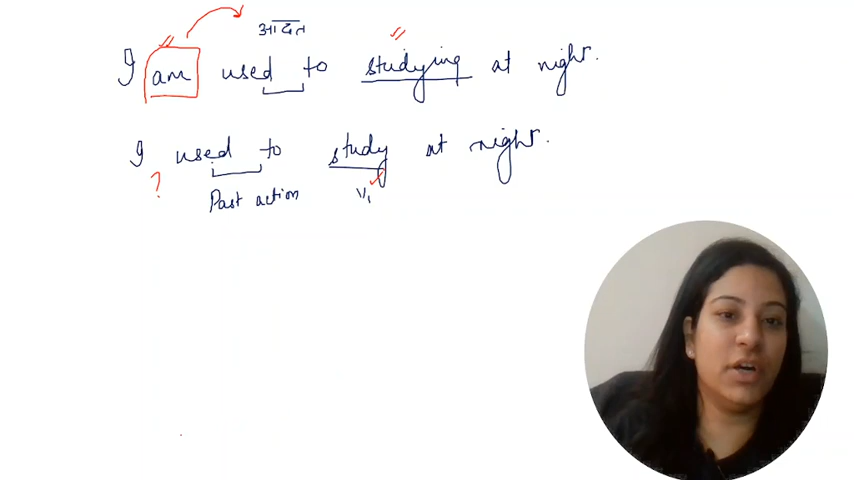 आदत
I am used to studying at night.
I used to study at night.
?
Past action
V1